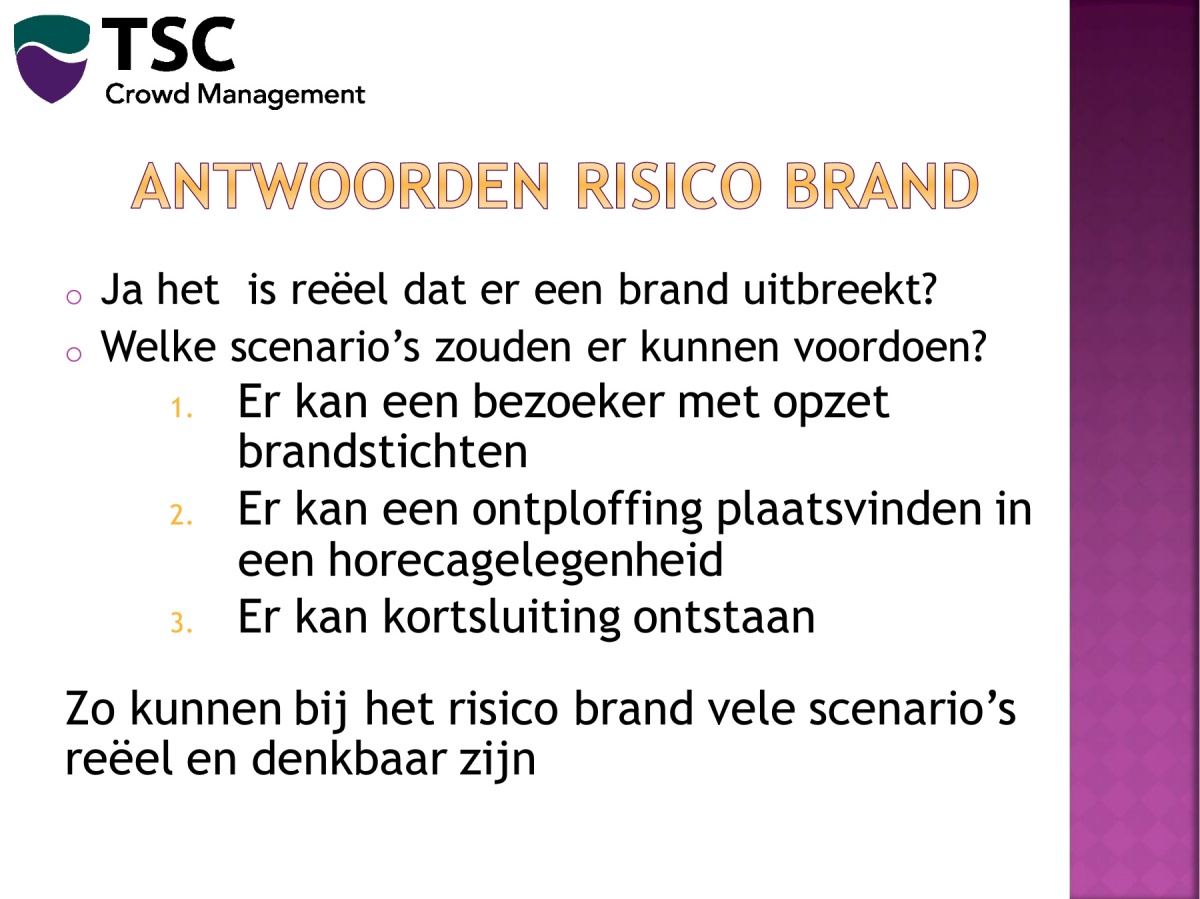 TSC
Crowd Management
ANTWOORDEN RISICO BRAND
o Ja het is reëel dat er een brand uitbreekt?
o Welke scenario’s zouden er kunnen voordoen?
1. Er kan een bezoeker met opzet
brandstichten
2. Er kan een ontploffing plaatsvinden in
een horecagelegenheid
3. Er kan kortsluiting ontstaan
Zo kunnen bij het risico brand vele scenario’s
reëel en denkbaar zijn